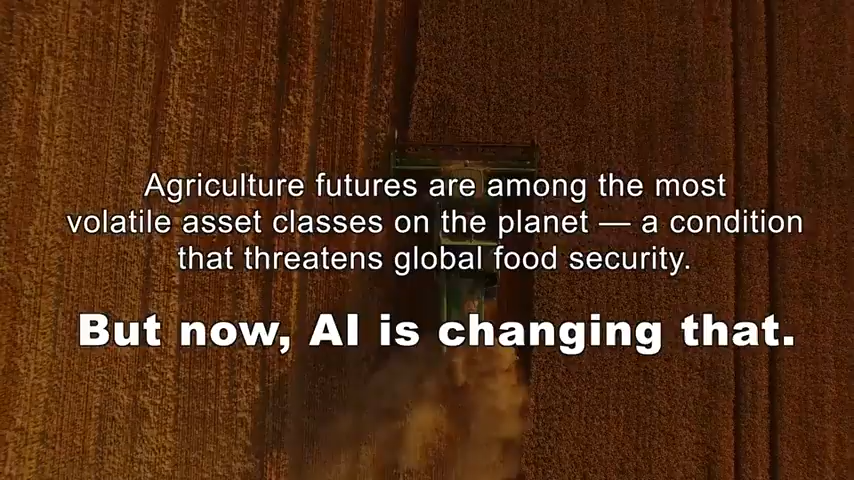 Agriculture futures are among the most
volatile asset classes on the planet — a condition
that threatens global food security.
But now, AI is changing that.